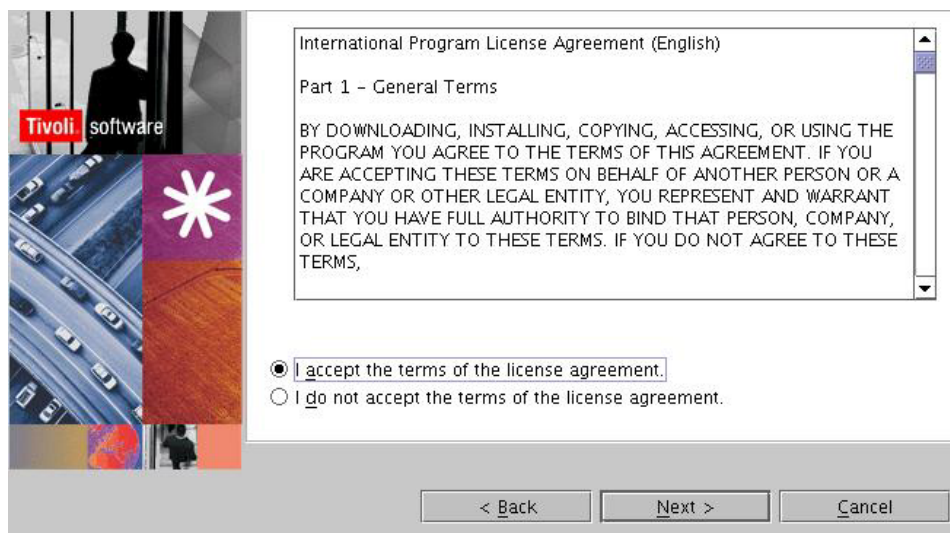 Tivoli software
International Program License Agreement (English)
Part 1 - General Terms
BY DOWNLOADING, INSTALLING, COPYING, ACCESSING, OR USING THE
PROGRAM YOU AGREE TO THE TERMS OF THIS AGREEMENT. IF YOU
ARE ACCEPTING THESE TERMS ON BEHALF OF ANOTHER PERSON OR A
COMPANY OR OTHER LEGAL ENTITY, YOU REPRESENT AND WARRANT
THAT YOU HAVE FULL AUTHORITY TO BIND THAT PERSON, COMPANY,
OR LEGAL ENTITY TO THESE TERMS. IF YOU DO NOT AGREE TO THESE
TERMS,
I accept the terms of the license agreement.
I do not accept the terms of the license agreement.
< Back
Next >
Cancel